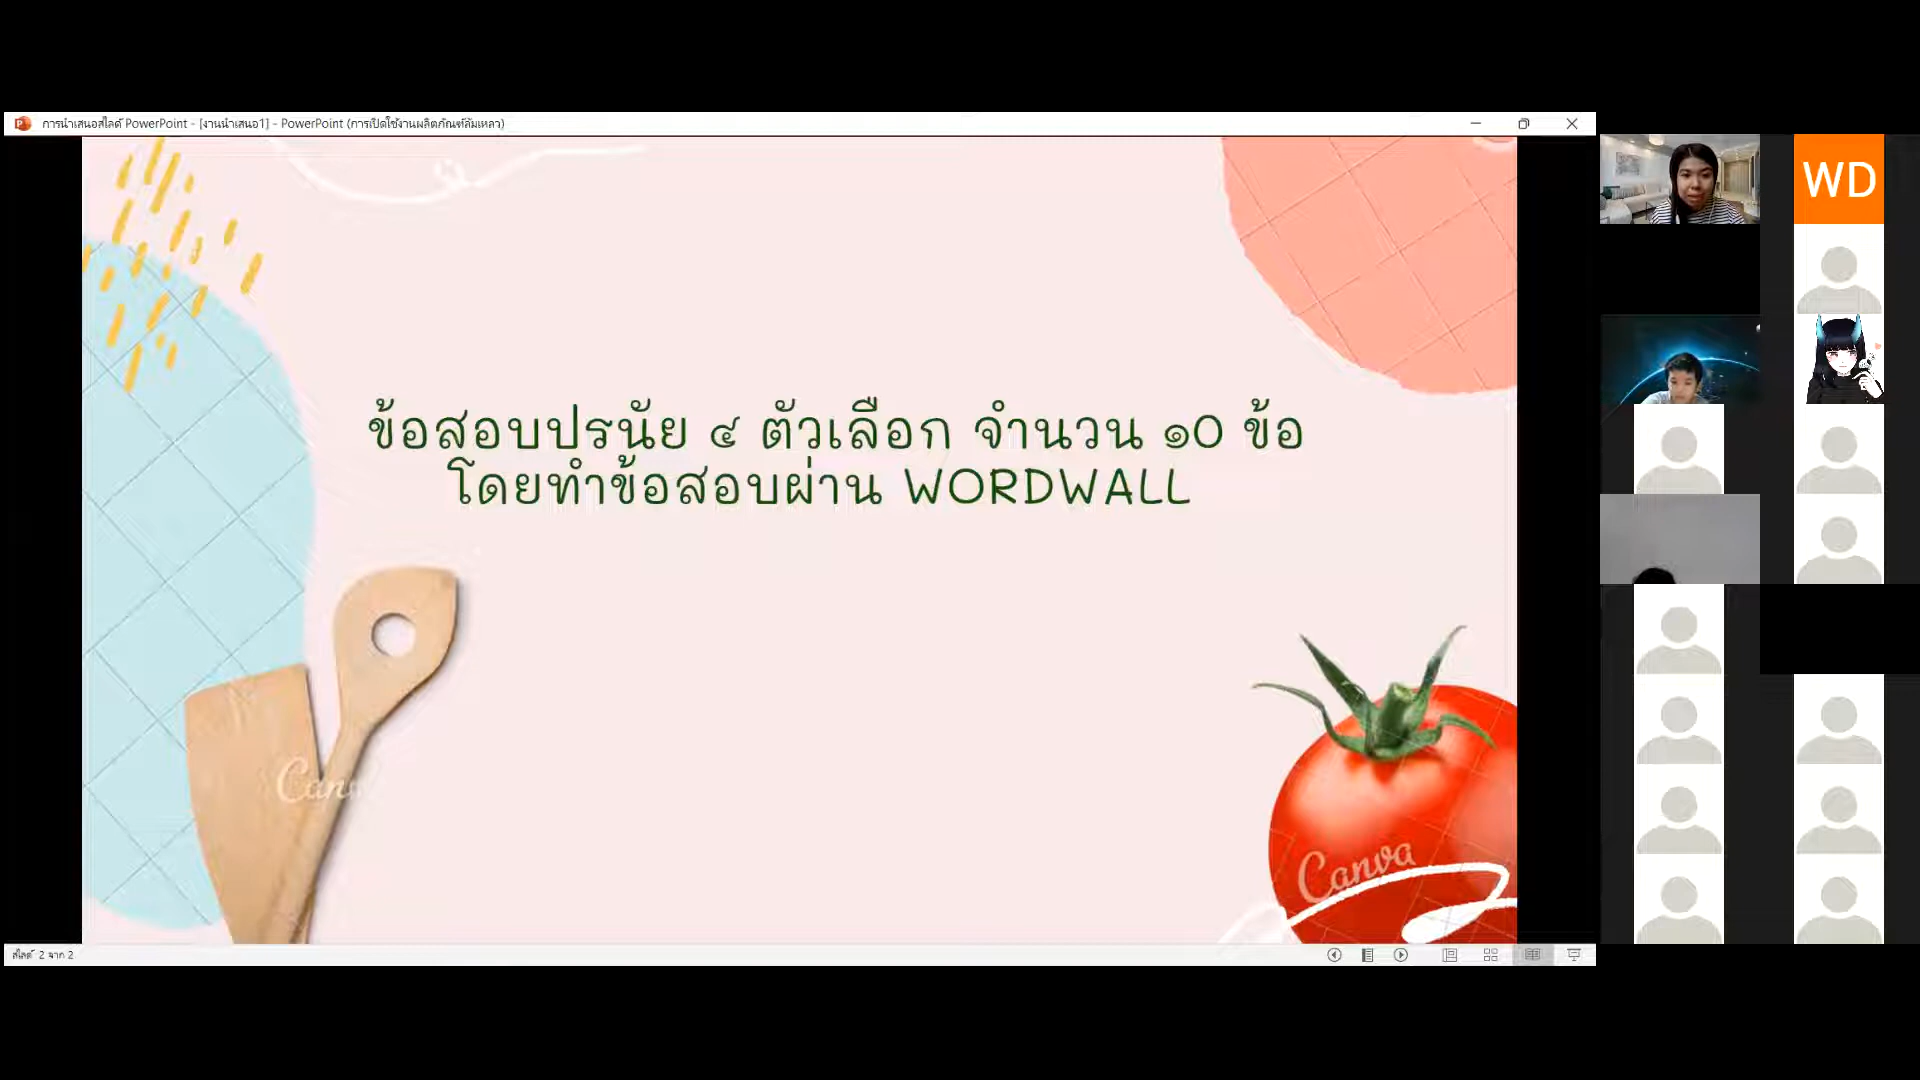 การนำเสนอสไลด์ PowerPoint - [งานนำเสนอ1] - PowerPoint (การเปิดใช้งานผลิตภัณฑ์ล้มเหลว)
WD
ข้อสอบปรนัย ๔ ตัวเลือก จำนวน ๑๐ ข้อ
โดยทำข้อสอบผ่าน WORDWALL
Canva
Canva
สไลด์ 2 จาก 2